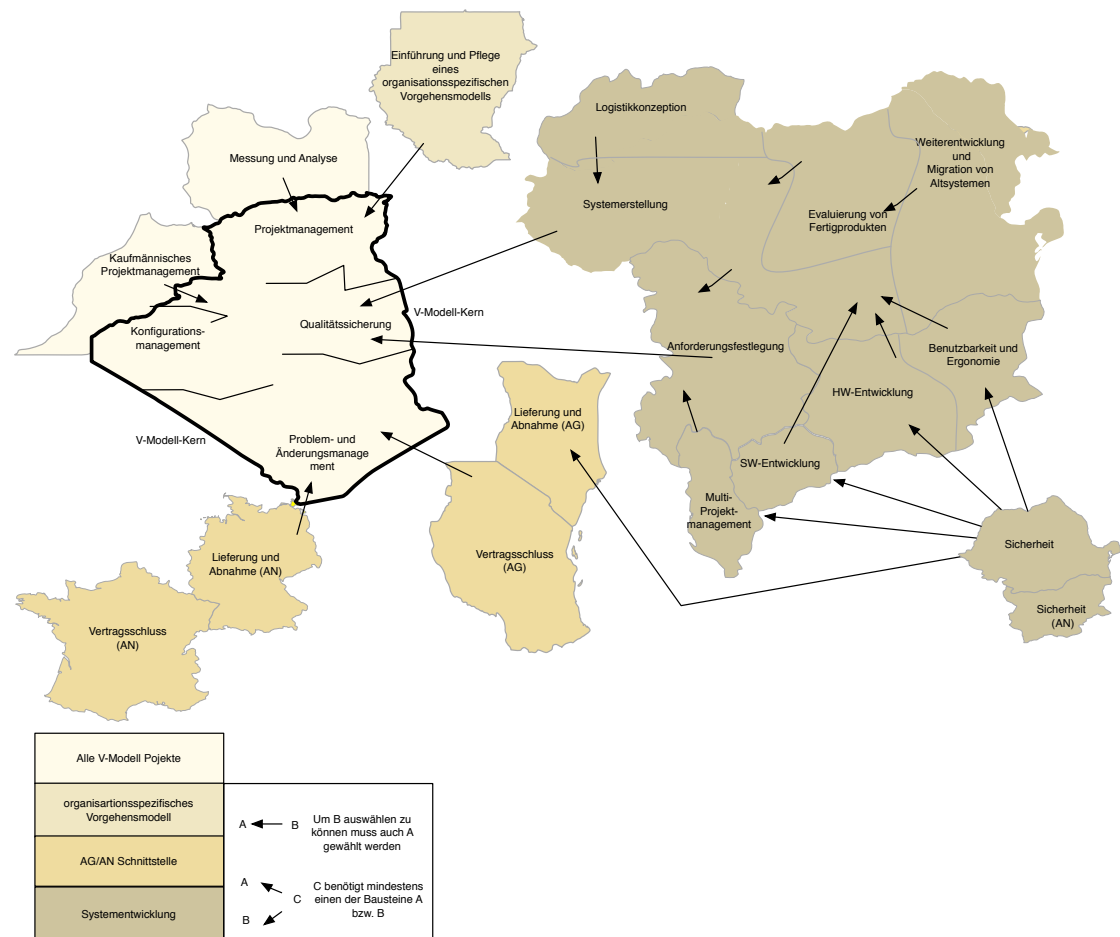 Einführung und Pflege
eines
organisationsspezifischen
Vorgehensmodells
Messung und Analyse
Projektmanagement
Kaufmännisches
Projektmanagement
Konfigurations-
management
Qualitätssicherung
V-Modell-Kern
V-Modell-Kern
Problem- und
Änderungsmanage
ment
Logistikkonzeption
Systemerstellung
Weiterentwicklung
und
Migration von
Altsystemen
Evaluierung von
Fertigprodukten
Anforderungsfestlegung
Benutzbarkeit und
Ergonomie
HW-Entwicklung
SW-Entwicklung
Multi-
Projekt-
management
Lieferung und
Abnahme (AG)
Vertragsschluss
(AG)
Lieferung und
Abnahme (AN)
Vertragsschluss
(AN)
Sicherheit
Sicherheit
(AN)
Alle V-Modell Pojekte
organisartionsspezifisches
Vorgehensmodell
AG/AN Schnittstelle
Systementwicklung
A
B
Um B auswählen zu
können muss auch A
gewählt werden
A
C
B
C benötigt mindestens
einen der Bausteine A
bzw. B